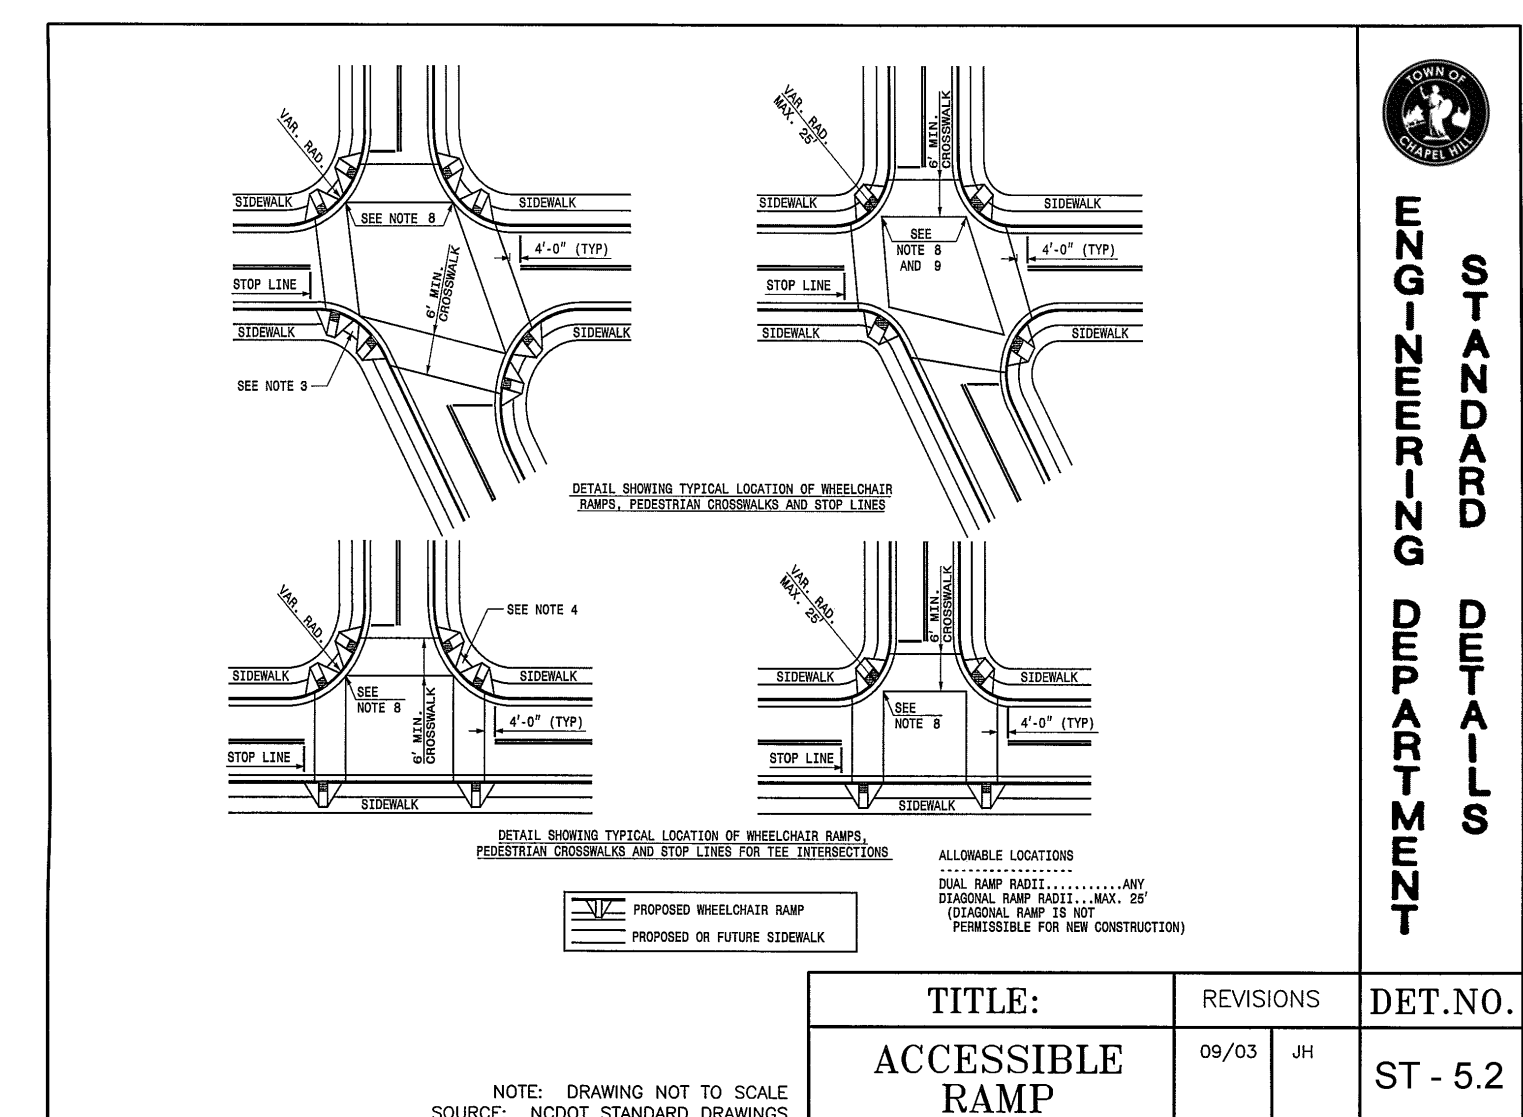 VAR. RAD.
SIDEWALK
SEE NOTE 8
SIDEWALK
4'-0" (TYP)
6' MIN.
CROSSWALK
STOP LINE
SIDEWALK
SIDEWALK
SEE NOTE 3
VAR. RAD.
MAX. 25'
6' MIN.
CROSSWALK
SIDEWALK
SIDEWALK
SEE
NOTE 8
AND 9
4'-0" (TYP)
STOP LINE
SIDEWALK
SIDEWALK
DETAIL SHOWING TYPICAL LOCATION OF WHEELCHAIR
RAMPS, PEDESTRIAN CROSSWALKS AND STOP LINES
VAR. RAD.
SEE NOTE 4
SIDEWALK
SIDEWALK
SEE
NOTE 8
6' MIN.
CROSSWALK
4'-0" (TYP)
STOP LINE
SIDEWALK
VAR. RAD.
MAX. 25'
6' MIN.
CROSSWALK
SIDEWALK
SIDEWALK
SEE
NOTE 8
4'-0" (TYP)
STOP LINE
SIDEWALK
DETAIL SHOWING TYPICAL LOCATION OF WHEELCHAIR RAMPS,
PEDESTRIAN CROSSWALKS AND STOP LINES FOR TEE INTERSECTIONS
ALLOWABLE LOCATIONS
DUAL RAMP RADII...........ANY
DIAGONAL RAMP RADII...MAX. 25'
(DIAGONAL RAMP IS NOT
PERMISSIBLE FOR NEW CONSTRUCTION)
PROPOSED WHEELCHAIR RAMP
PROPOSED OR FUTURE SIDEWALK
NOTE: DRAWING NOT TO SCALE
SOURCE: NCDOT STANDARD DRAWINGS
TITLE:
ACCESSIBLE
RAMP
REVISIONS
09/03 JH
TOWN OF
CHAPEL HILL
ENGINEERING DEPARTMENT
STANDARD DETAILS
DET.NO.
ST - 5.2